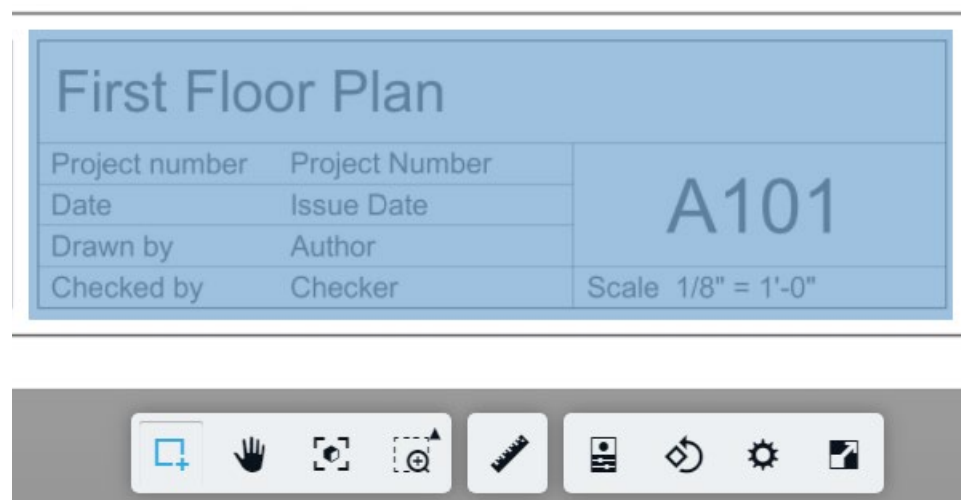 First Floor Plan
Project number Project Number
Date Issue Date
Drawn by Author
Checked by Checker
A101
Scale 1/8" = 1'-0"